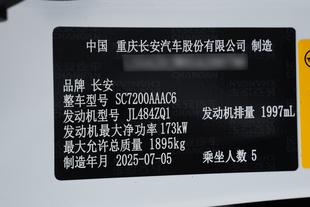 中国 重庆长安汽车股份有限公司 制造
品牌 长安
整车型号 SC7200AAAC6
发动机型号 JL484ZQ1 发动机排量 1997mL
发动机最大净功率 173kW
最大允许总质量 1895kg
制造年月 2025-07-05 乘坐人数 5